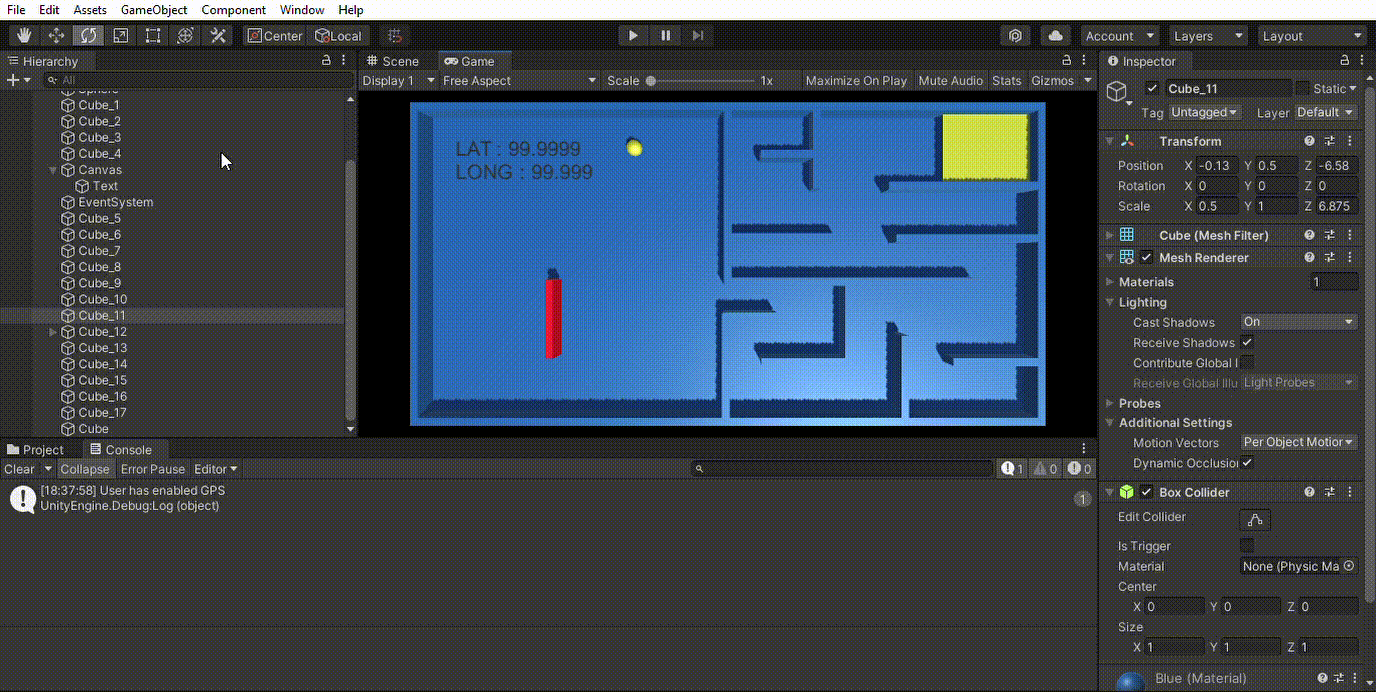 File Edit Assets GameObject Component Window Help
Center Local Account Layers Layout
Hierarchy
All
Sphere
Cube_1
Cube_2
Cube_3
Cube_4
Canvas
Text
EventSystem
Cube_5
Cube_6
Cube_7
Cube_8
Cube_9
Cube_10
Cube_11
Cube_12
Cube_13
Cube_14
Cube_15
Cube_16
Cube_17
Cube
Scene Game
Display 1 Free Aspect Scale 1x Maximize On Play Mute Audio Stats Gizmos
LAT : 99.9999
LONG : 99.999
Inspector
Cube_11 Static
Tag Untagged Layer Default
Transform
Position X -0.13 Y 0.5 Z -6.58
Rotation X 0 Y 0 Z 0
Scale X 0.5 Y 1 Z 6.875
Cube (Mesh Filter)
Mesh Renderer
Materials 1
Lighting
Cast Shadows On
Receive Shadows
Contribute Global I
Receive Global Illu Light Probes
Probes
Additional Settings
Motion Vectors Per Object Motior
Dynamic Occlusior
Box Collider
Edit Collider
Is Trigger
Material None (Physic Ma
Center
X 0 Y 0 Z 0
Size
X 1 Y 1 Z 1
Blue (Material)
Project Console
Clear Collapse Error Pause Editor 1 0 0
[18:37:58] User has enabled GPS
UnityEngine.Debug:Log (object)
1